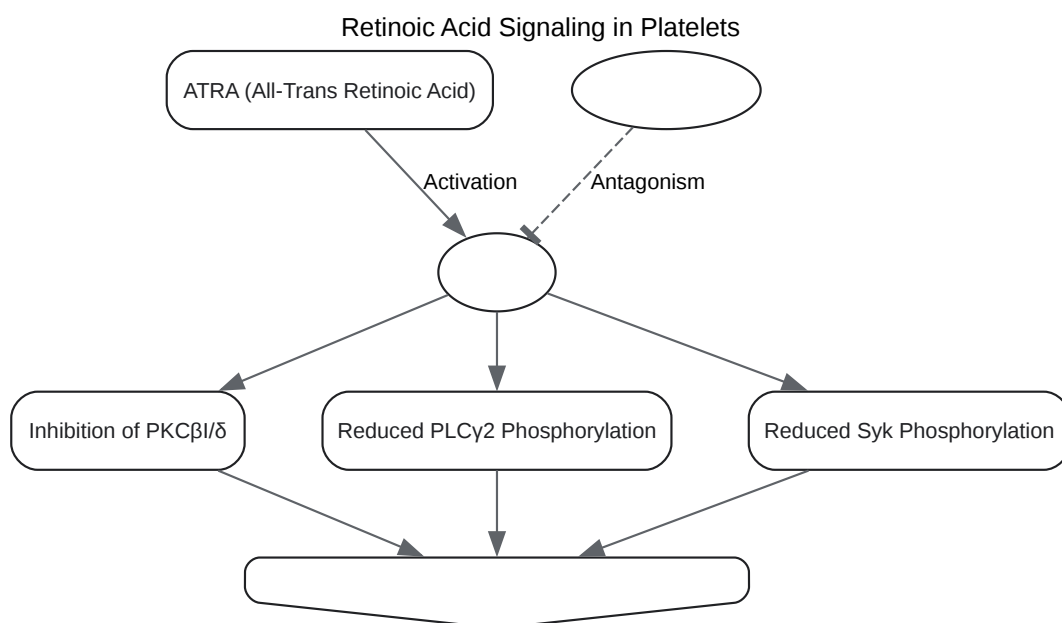 Retinoic Acid Signaling in Platelets
ATRA (All-Trans Retinoic Acid)
Activation
Antagonism
Inhibition of PKCβI/δ
Reduced PLCγ2 Phosphorylation
Reduced Syk Phosphorylation